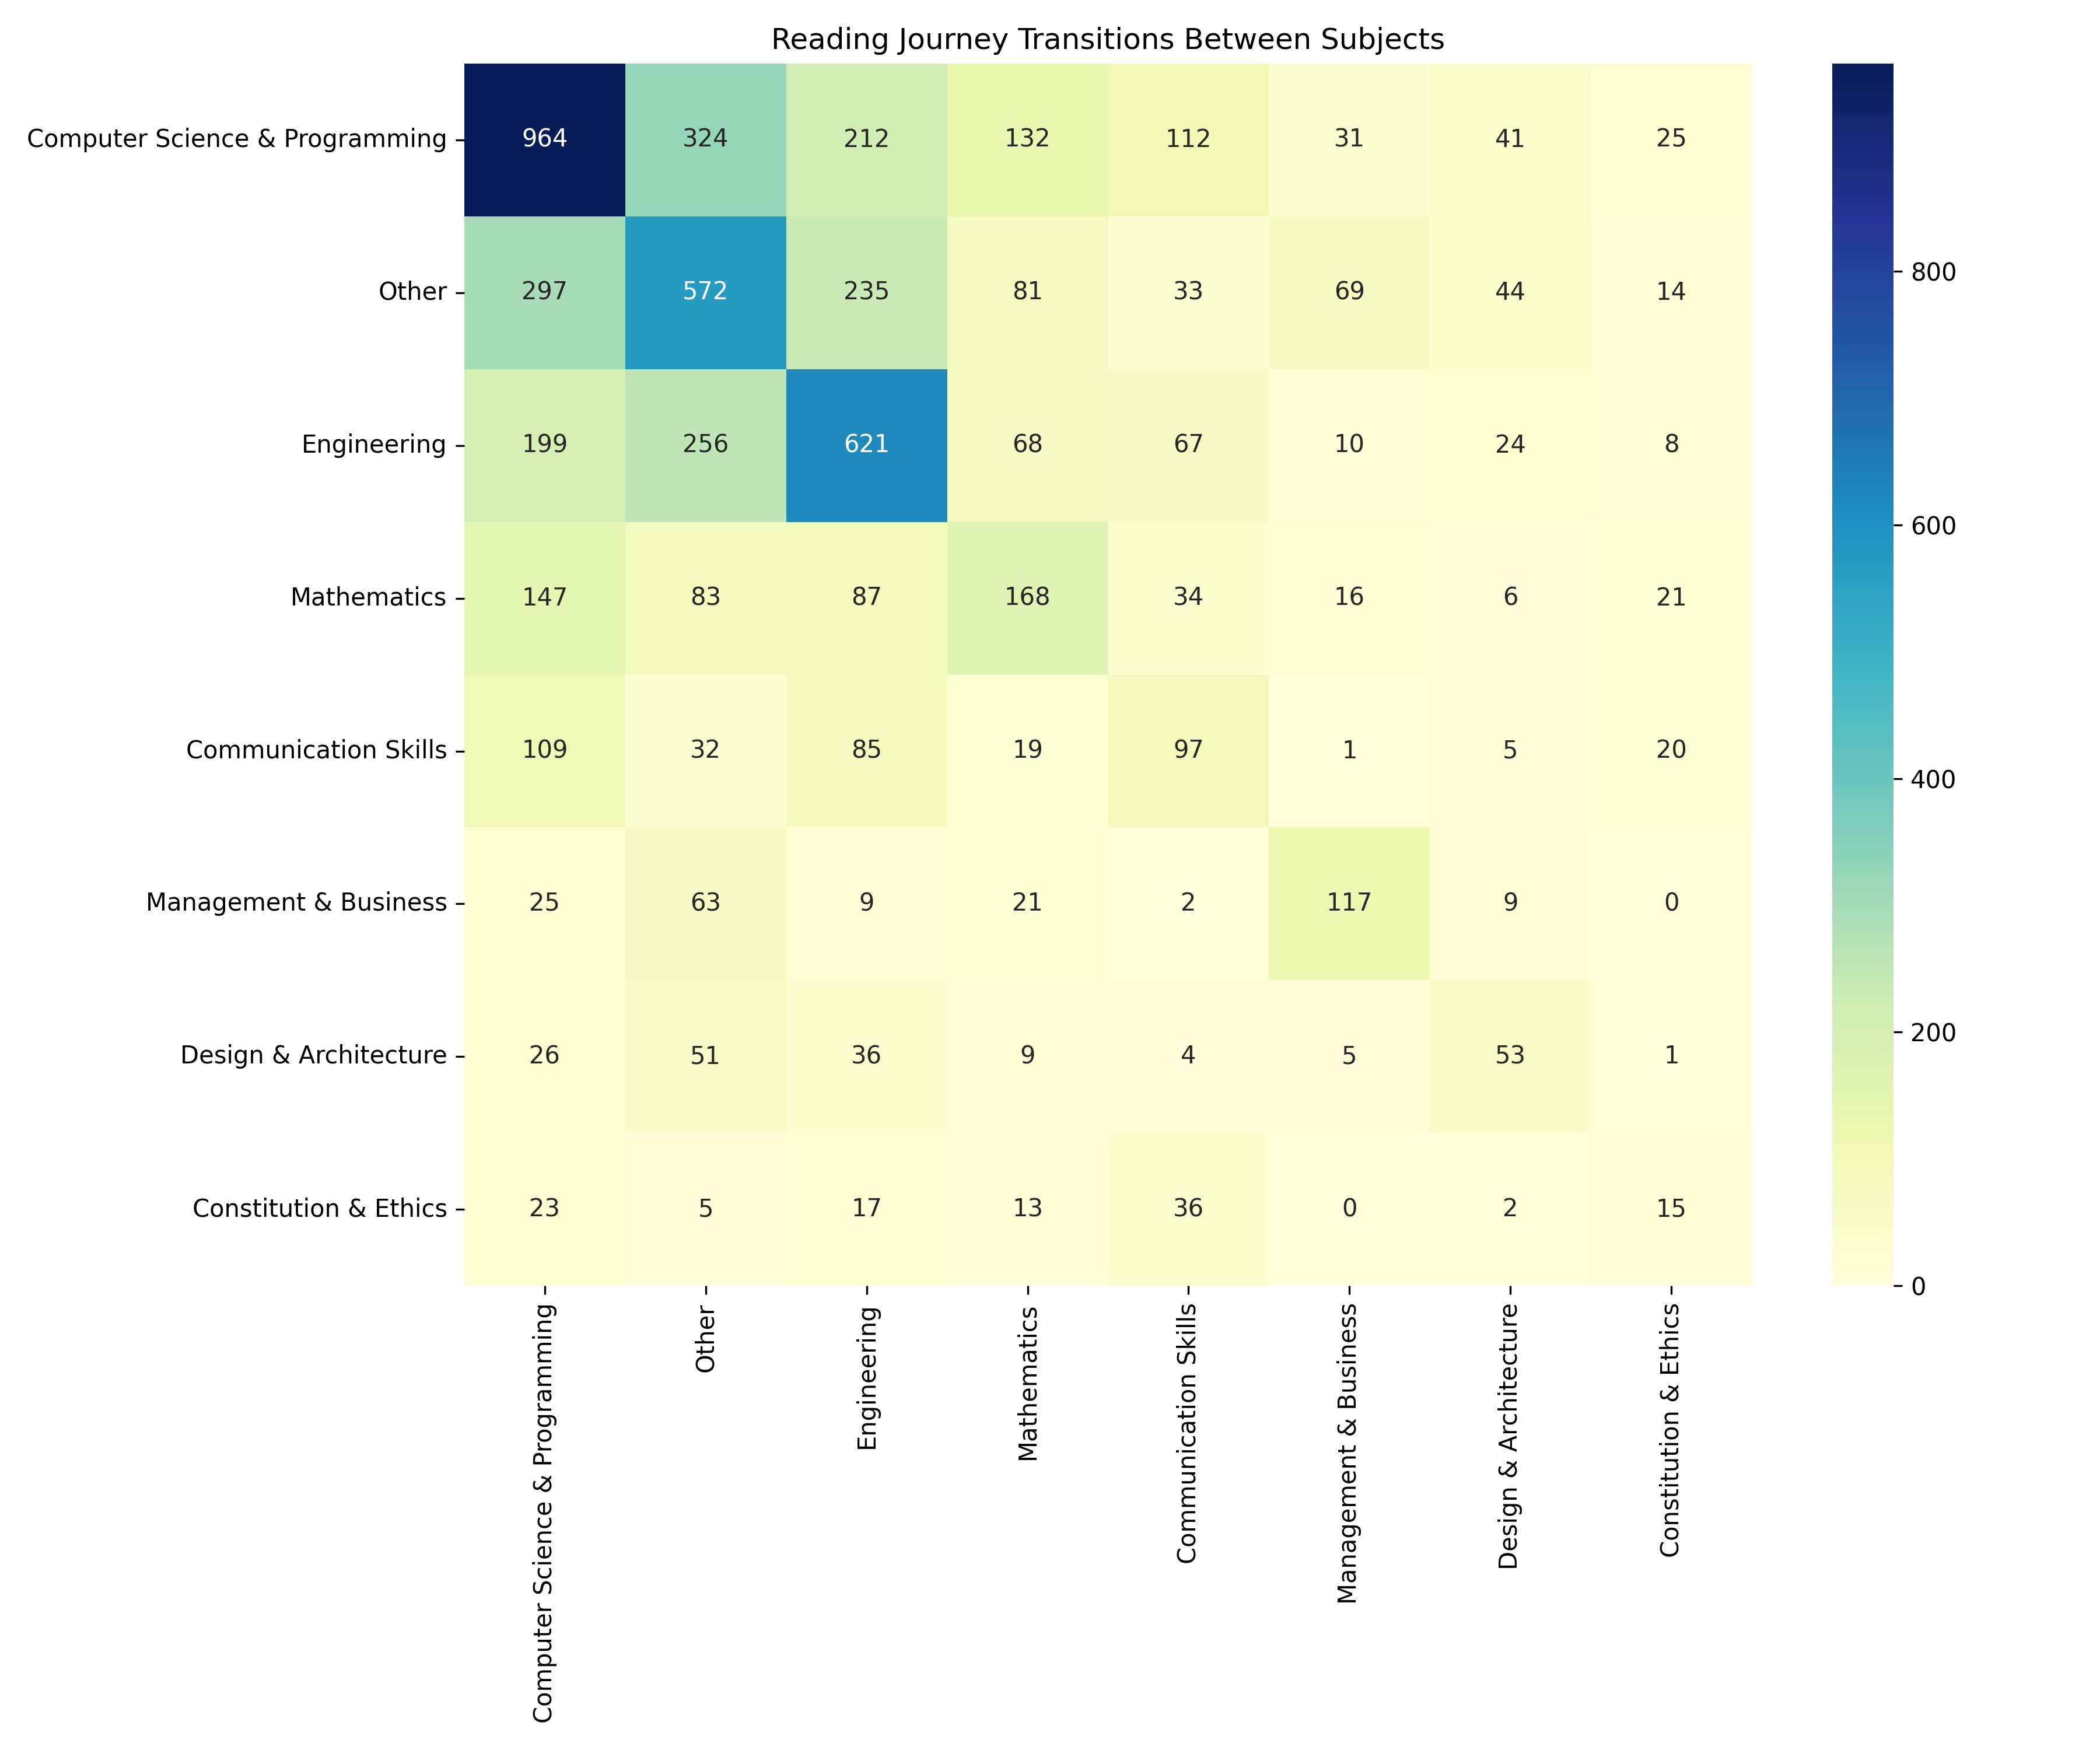 Reading Journey Transitions Between Subjects
Computer Science & Programming 964 324 212 132 112 31 41 25
Other 297 572 235 81 33 69 44 14
Engineering 199 256 621 68 67 10 24 8
Mathematics 147 83 87 168 34 16 6 21
Communication Skills 109 32 85 19 97 1 5 20
Management & Business 25 63 9 21 2 117 9 0
Design & Architecture 26 51 36 9 4 5 53 1
Constitution & Ethics 23 5 17 13 36 0 2 15
Computer Science & Programming
Other
Engineering
Mathematics
Communication Skills
Management & Business
Design & Architecture
Constitution & Ethics
800
600
400
200
0